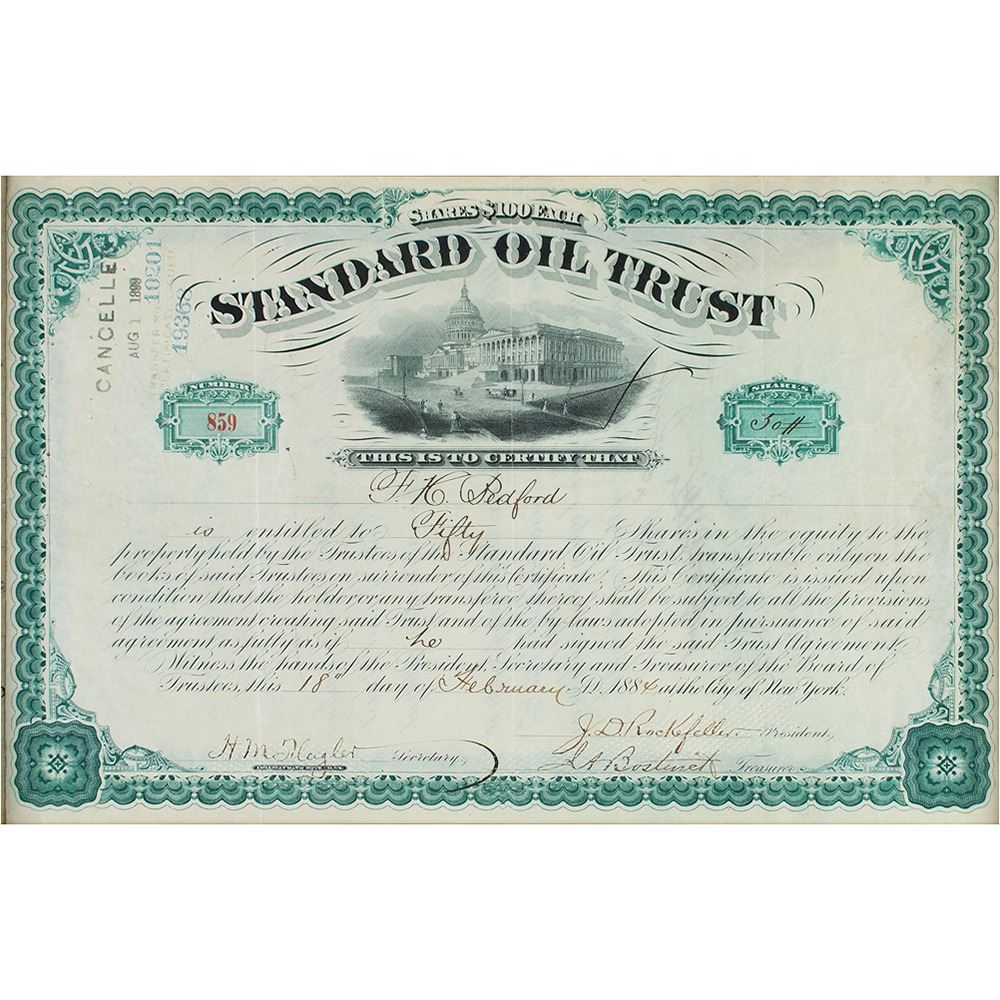 SHARES $100 EACH
STANDARD OIL TRUST
CANCELLE
AUG 1 1899
10201
NUMBER
859
SHARES
50
THIS IS TO CERTIFY THAT
is entitled to Fifty Shares in the equity to the
property held by the Trustees of the Standard Oil Trust, transferable only on the
books of said Trustees on surrender of this Certificate. This Certificate is issued upon
condition that the holder or any transferee thereof shall be subject to all the provisions
of the agreement creating said Trust and of the by laws adopted in pursuance of said
agreement as fully as if he had signed the said Trust Agreement.
Witness the hands of the President, Secretary and Treasurer of the Board of
Trustees, this 18th day of February D. 1884 at the City of New York.
J. D. Rockefeller President,
H M Flagler Secretary,
Treasurer.